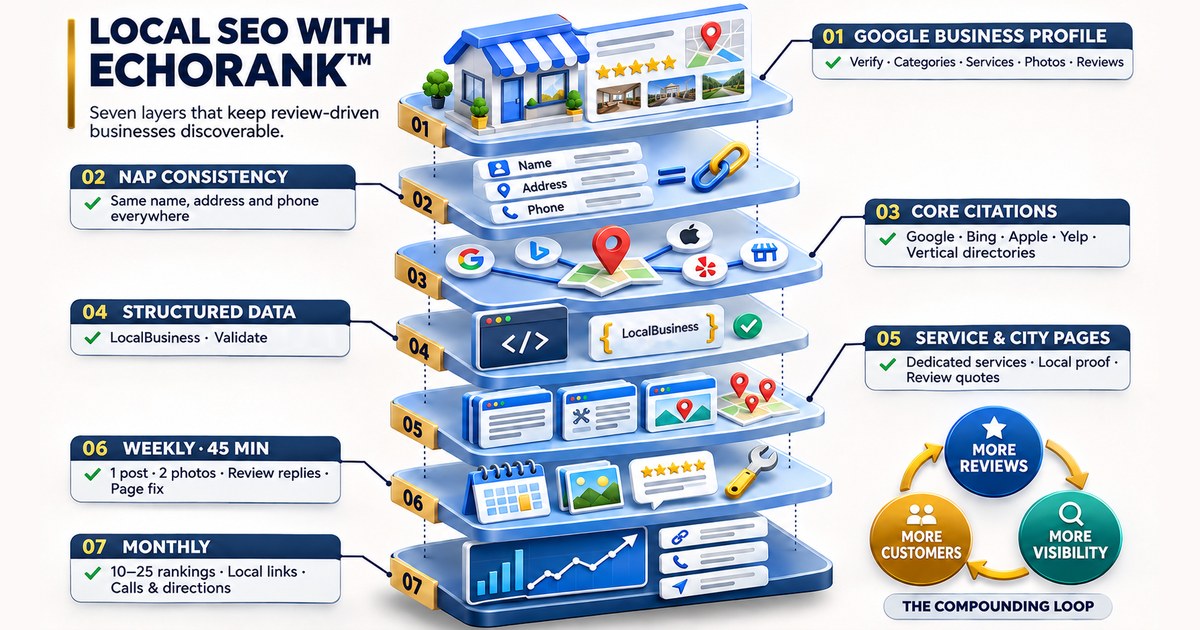 LOCAL SEO WITH
ECHORANK™
Seven layers that keep review-driven
businesses discoverable.
01 GOOGLE BUSINESS PROFILE
Verify · Categories · Services · Photos · Reviews
02 NAP CONSISTENCY
Same name, address and phone
everywhere
03 CORE CITATIONS
Google · Bing · Apple · Yelp ·
Vertical directories
04 STRUCTURED DATA
LocalBusiness · Validate
05 SERVICE & CITY PAGES
Dedicated services · Local proof ·
Review quotes
06 WEEKLY · 45 MIN
1 post · 2 photos · Review replies ·
Page fix
07 MONTHLY
10–25 rankings · Local links ·
Calls & directions
01
02
Name
Address
Phone
=
03
G
b
04
</>
{ LocalBusiness }
05
06
07
MORE
REVIEWS
MORE
VISIBILITY
MORE
CUSTOMERS
THE COMPOUNDING LOOP